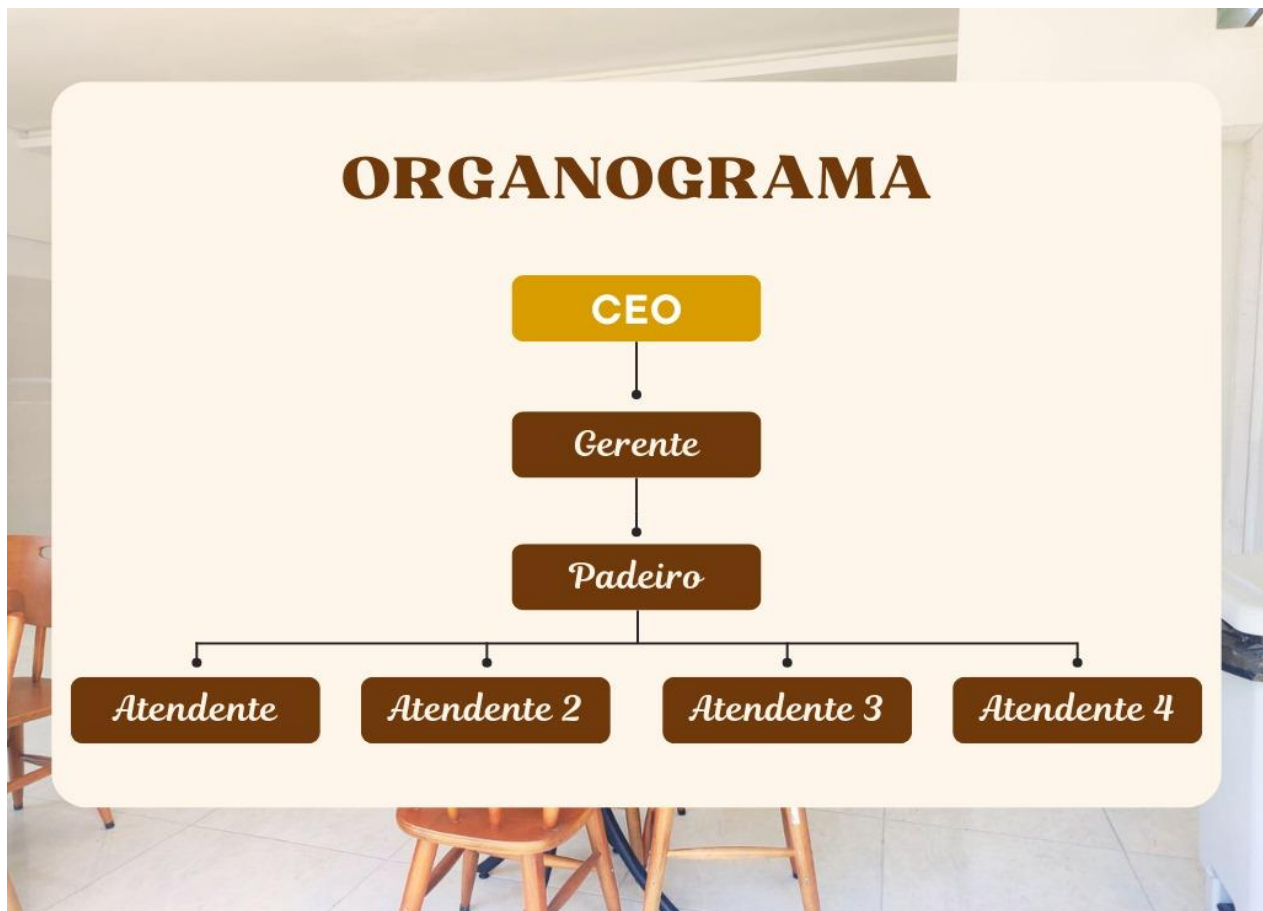 ORGANOGRAMA
CEO
Gerente
Padeiro
Atendente
Atendente 2
Atendente 3
Atendente 4